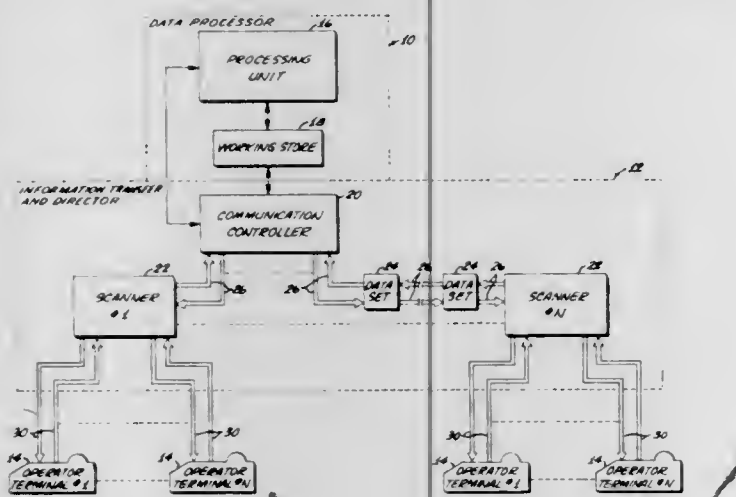 DATA PROCESSOR
16
10
PROCESSING
UNIT
18
WORKING STORE
12
INFORMATION TRANSFER
AND DIRECTOR
20
COMMUNICATION
CONTROLLER
22
24
24
22
SCANNER
#1
26
26
DATA
SET
26
DATA
SET
26
SCANNER
#N
30
30
30
30
14
OPERATOR
TERMINAL #1
14
OPERATOR
TERMINAL #N
14
OPERATOR
TERMINAL #1
14
OPERATOR
TERMINAL #N